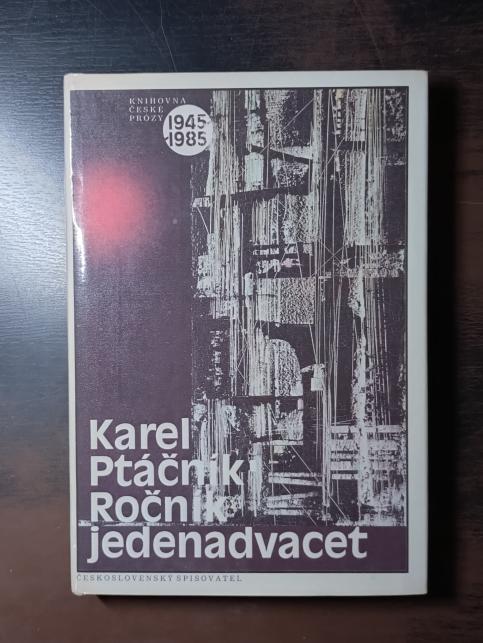 KNIHOVNA
ČESKÉ
PRÓZY
1945
-1985
Karel
Ptáčník
Ročník
jedenadvacet
ČESKOSLOVENSKÝ SPISOVATEL